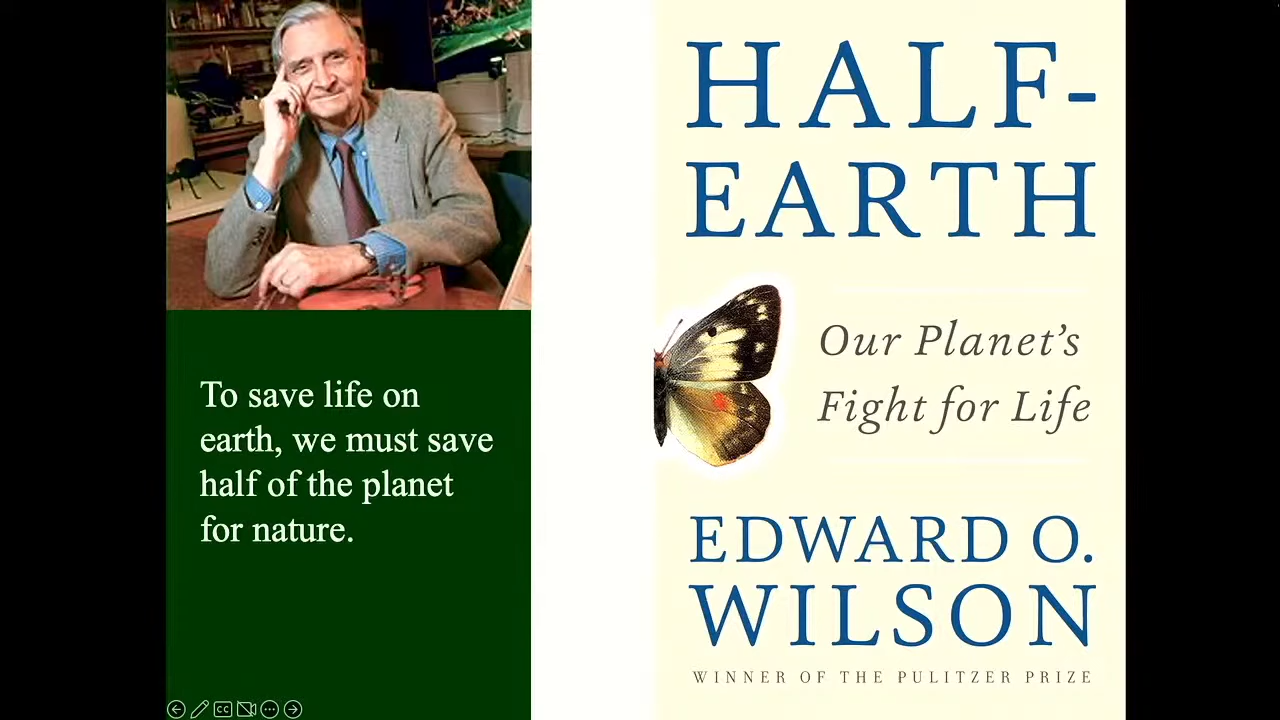 To save life on
earth, we must save
half of the planet
for nature.
HALF-
EARTH
Our Planet's
Fight for Life
EDWARD O.
WILSON
WINNER OF THE PULITZER PRIZE
CC